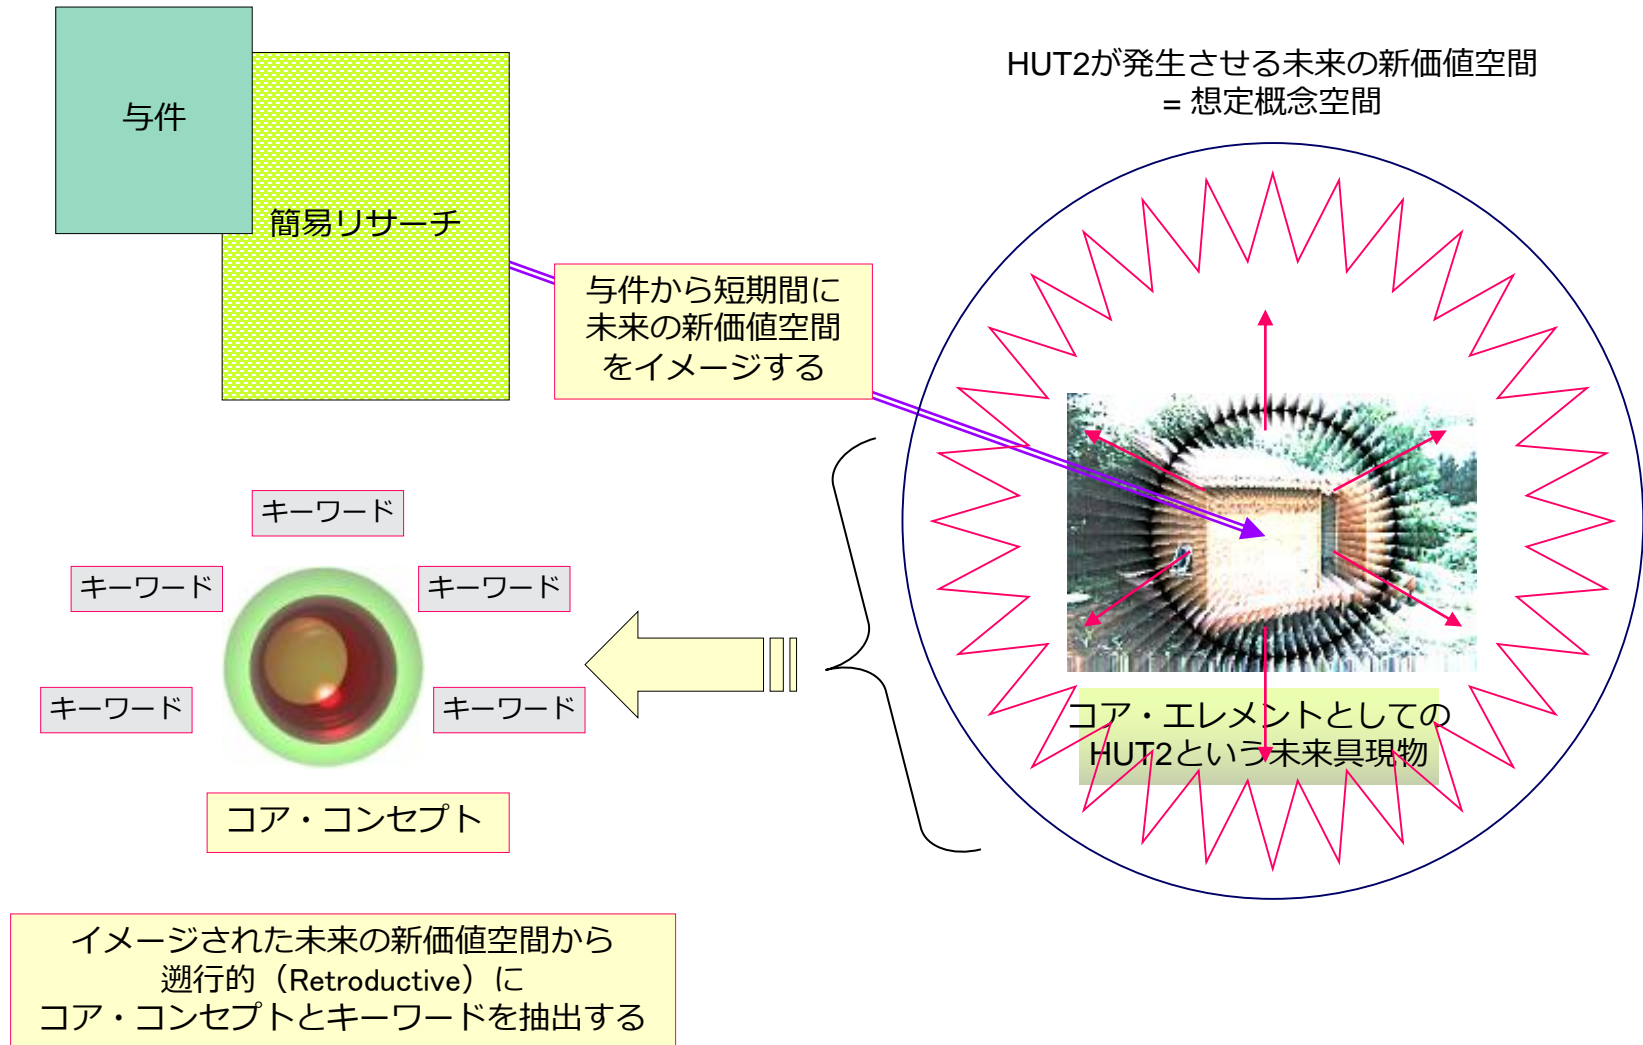 与件
簡易リサーチ
HUT2が発生させる未来の新価値空間
= 想定概念空間
与件から短期間に
未来の新価値空間
をイメージする
キーワード
キーワード
キーワード
キーワード
キーワード
コア・コンセプト
コア・エレメントとしての
HUT2という未来具現物
イメージされた未来の新価値空間から
遡行的（Retroductive）に
コア・コンセプトとキーワードを抽出する